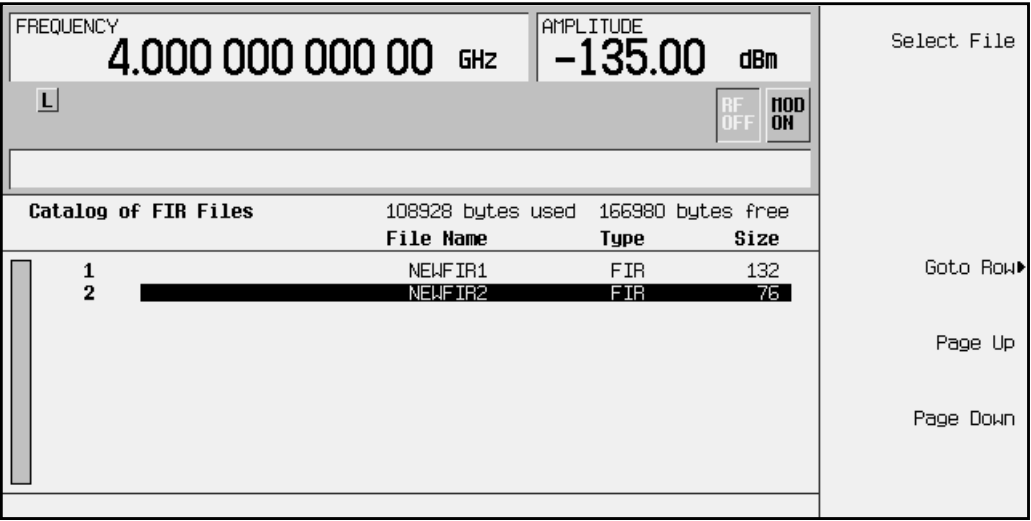 FREQUENCY
4.000 000 000 00 GHz
AMPLITUDE
-135.00 dBm
L
RF OFF
MOD ON
Catalog of FIR Files 108928 bytes used 166980 bytes free
File Name Type Size
1 NEWFIR1 FIR 132
2 NEWFIR2 FIR 76
Select File
Goto Row
Page Up
Page Down